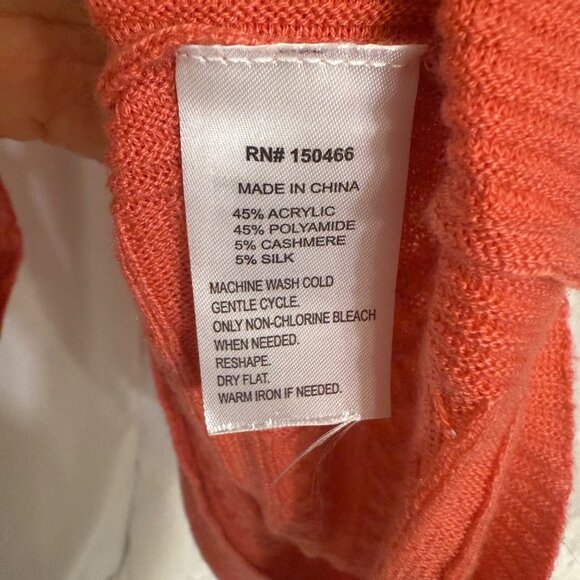 RN# 150466
MADE IN CHINA
45% ACRYLIC
45% POLYAMIDE
5% CASHMERE
5% SILK
MACHINE WASH COLD
GENTLE CYCLE.
ONLY NON-CHLORINE BLEACH
WHEN NEEDED.
RESHAPE.
DRY FLAT.
WARM IRON IF NEEDED.